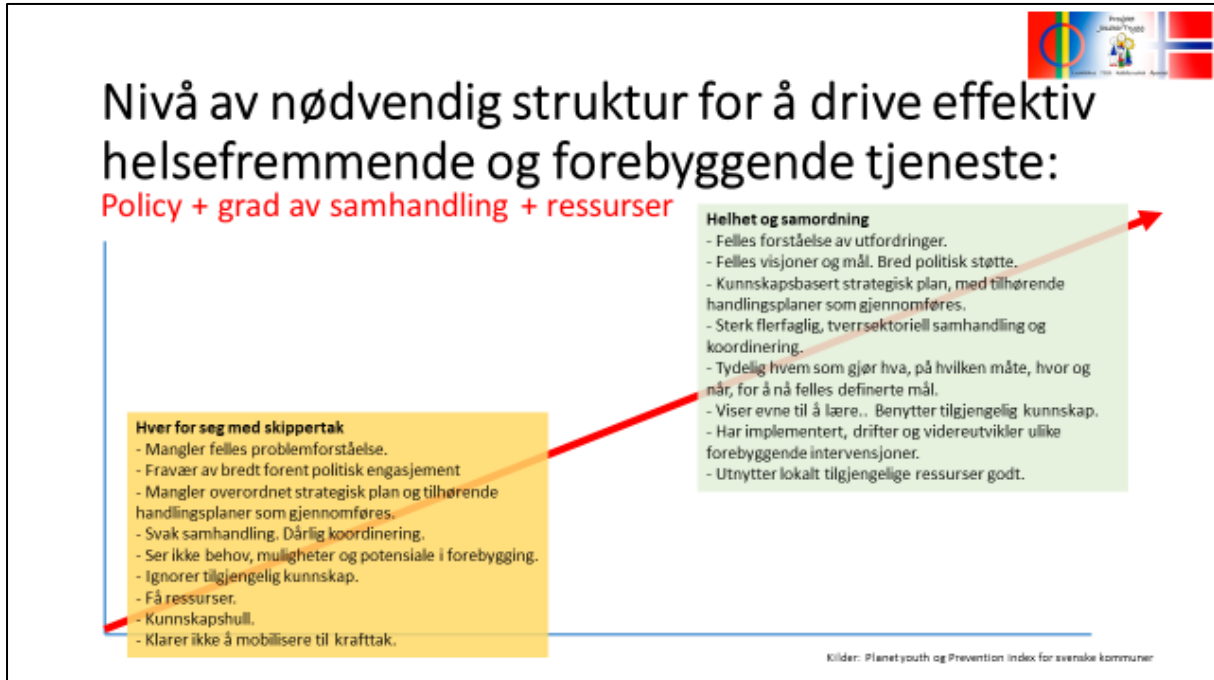 Prosjekt
Nivå av nødvendig struktur for å drive effektiv
helsefremmende og forebyggende tjeneste:
Policy + grad av samhandling + ressurser
Helhet og samordning
- Felles forståelse av utfordringer.
- Felles visjoner og mål. Bred politisk støtte.
- Kunnskapsbasert strategisk plan, med tilhørende
handlingsplaner som gjennomføres.
- Sterk flerfaglig, tverrsektoriell samhandling og
koordinering.
- Tydelig hvem som gjør hva, på hvilken måte, hvor og
når, for å nå felles definerte mål.
- Viser evne til å lære.. Benytter tilgjengelig kunnskap.
- Har implementert, drifter og videreutvikler ulike
forebyggende intervensjoner.
- Utnytter lokalt tilgjengelige ressurser godt.
Hver for seg med skippertak
- Mangler felles problemforståelse.
- Fravær av bredt forent politisk engasjement
- Mangler overordnet strategisk plan og tilhørende
handlingsplaner som gjennomføres.
- Svak samhandling. Dårlig koordinering.
- Ser ikke behov, muligheter og potensiale i forebygging.
- Ignorer tilgjengelig kunnskap.
- Få ressurser.
- Kunnskapshull.
- Klarer ikke å mobilisere til krafttak.
Kilder: Planet youth og Prevention Index for svenske kommuner